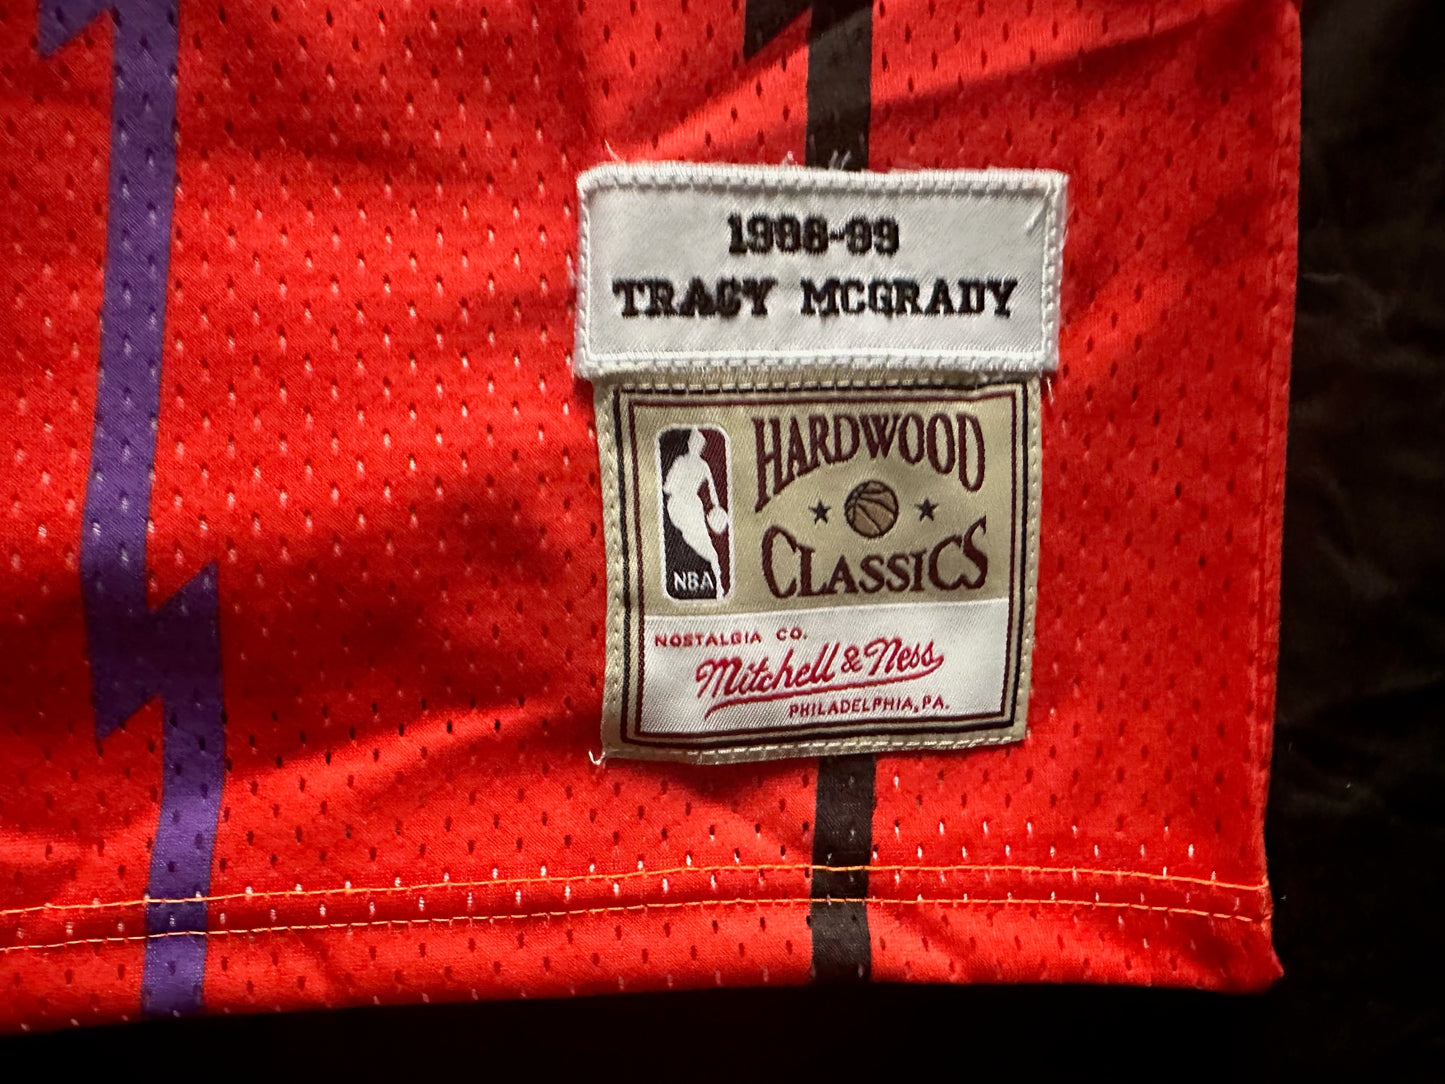 1998-99
TRACY MCGRADY
HARDWOOD
CLASSICS
NBA
NOSTALGIA CO.
Mitchell & Ness
PHILADELPHIA, PA.